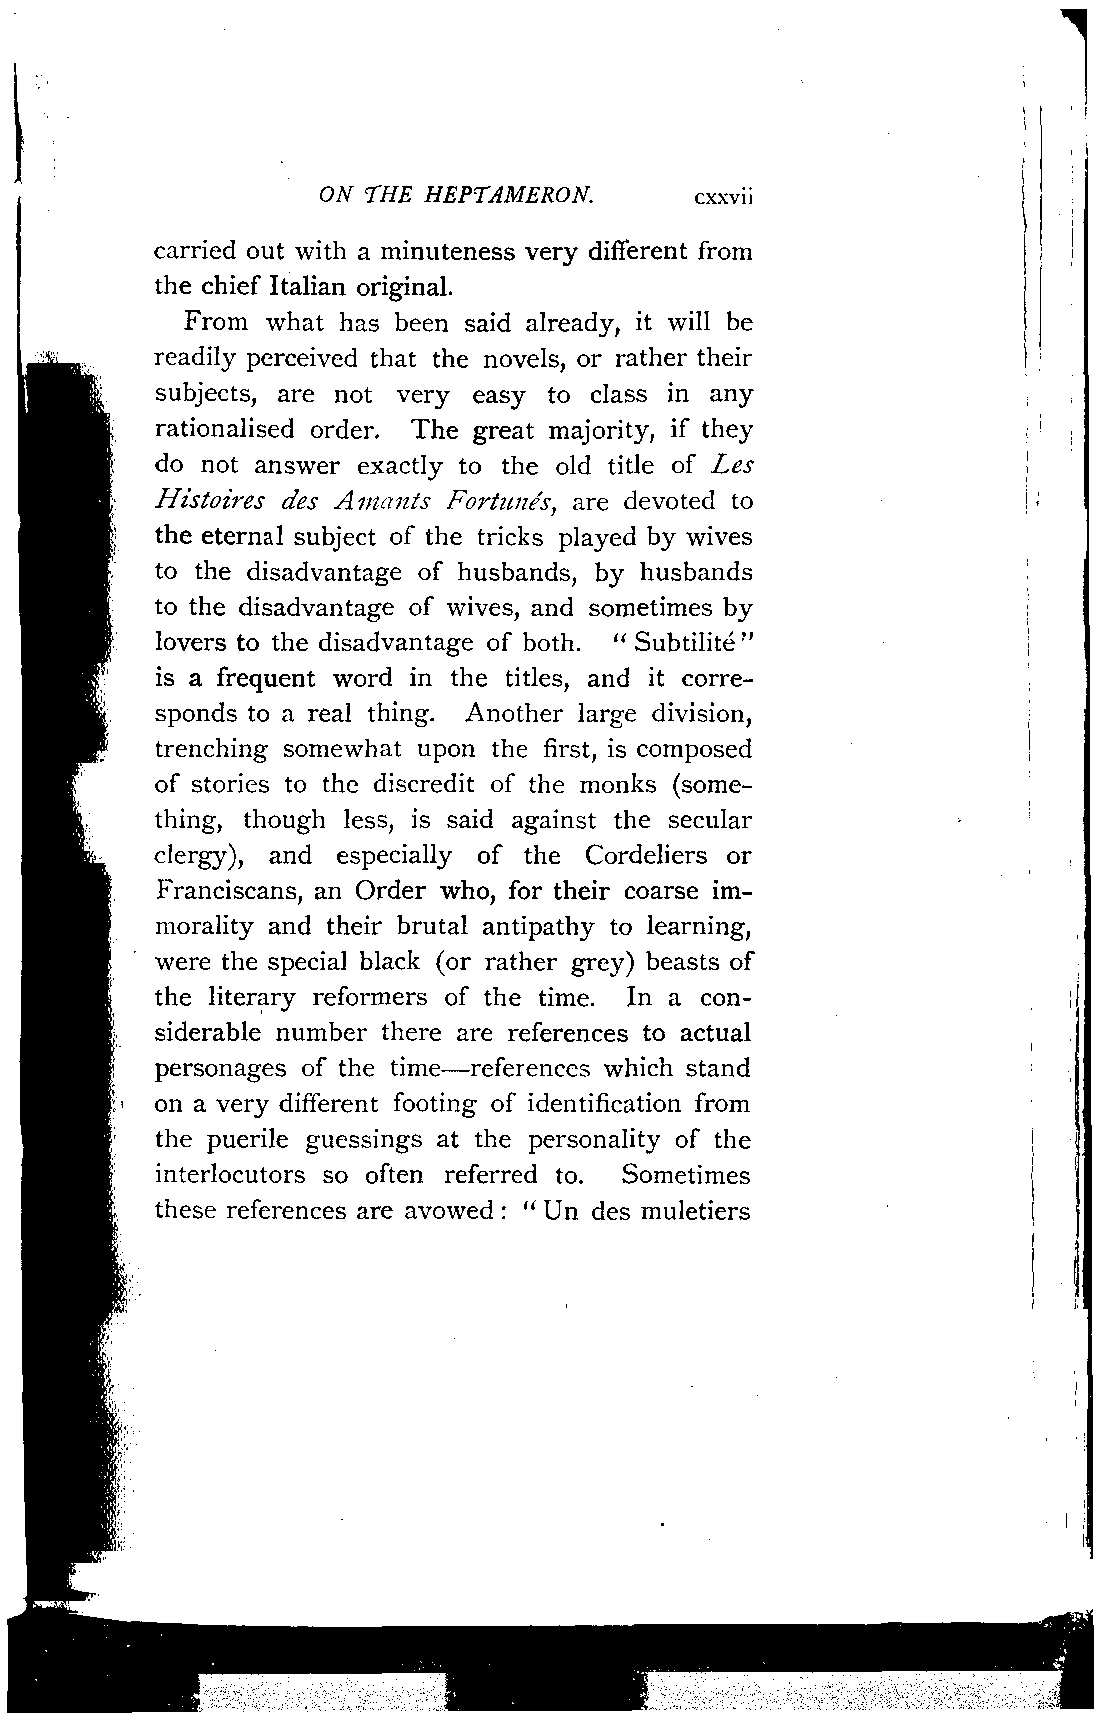 ON THE HEPTAMERON. cxxvii
carried out with a minuteness very different from
the chief Italian original.
From what has been said already, it will be
readily perceived that the novels, or rather their
subjects, are not very easy to class in any
rationalised order. The great majority, if they
do not answer exactly to the old title of Les
Histoires des Amants Fortunés, are devoted to
the eternal subject of the tricks played by wives
to the disadvantage of husbands, by husbands
to the disadvantage of wives, and sometimes by
lovers to the disadvantage of both. “Subtilité”
is a frequent word in the titles, and it corre-
sponds to a real thing. Another large division,
trenching somewhat upon the first, is composed
of stories to the discredit of the monks (some-
thing, though less, is said against the secular
clergy), and especially of the Cordeliers or
Franciscans, an Order who, for their coarse im-
morality and their brutal antipathy to learning,
were the special black (or rather grey) beasts of
the literary reformers of the time. In a con-
siderable number there are references to actual
personages of the time—references which stand
on a very different footing of identification from
the puerile guessings at the personality of the
interlocutors so often referred to. Sometimes
these references are avowed: “Un des muletiers